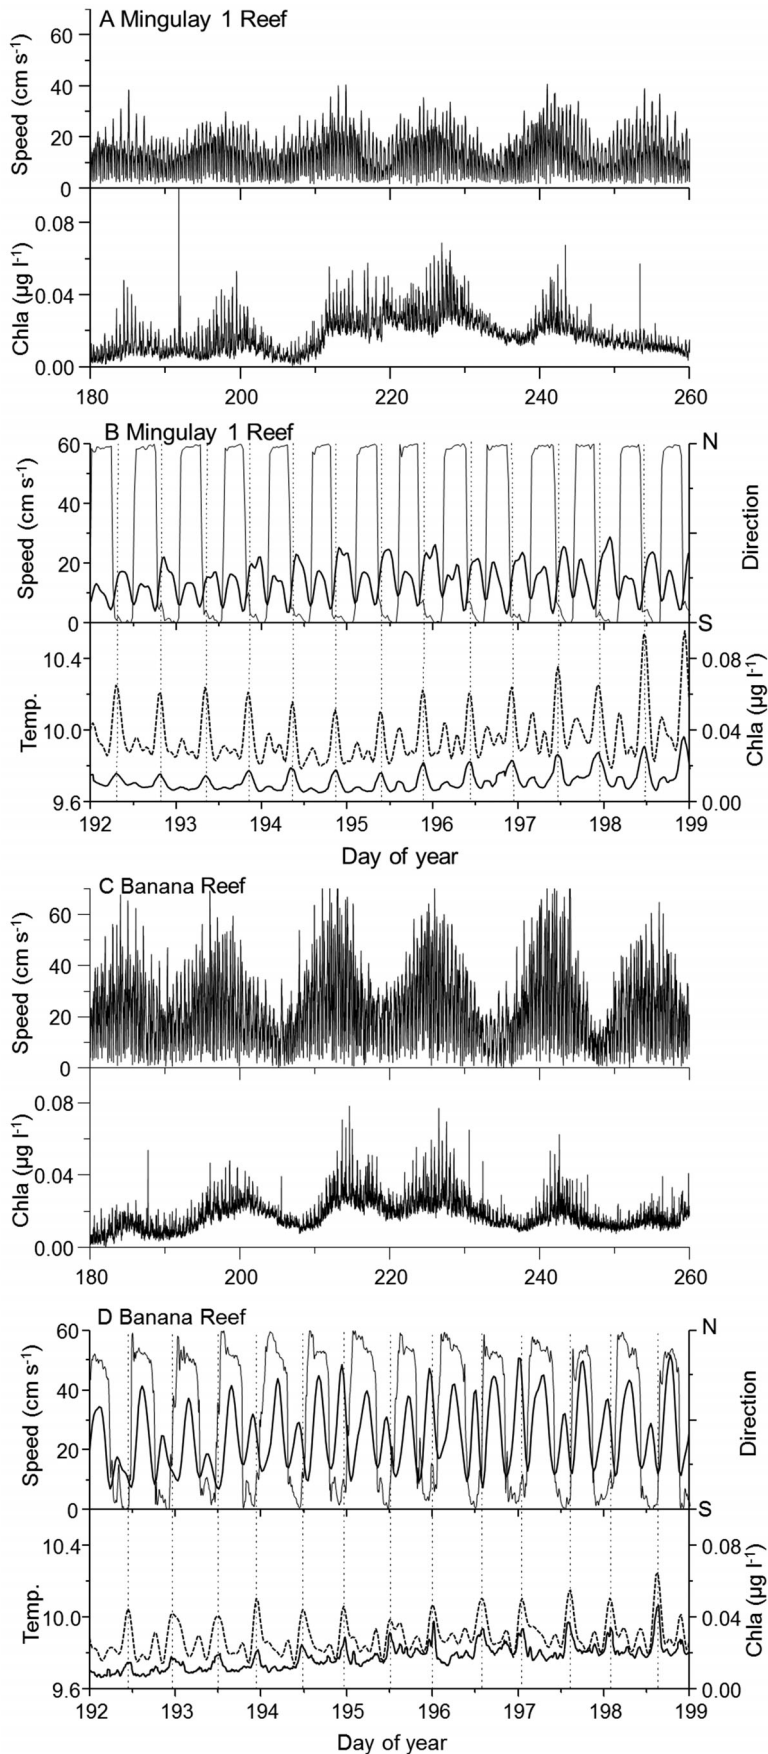 A Mingulay 1 Reef
Speed (cm s-1)
60
40
20
0
Chla (µg l-1)
0.08
0.04
0.00
180 200 220 240 260
B Mingulay 1 Reef
Speed (cm s-1)
60
40
20
0
N
Direction
S
Temp.
10.4
10.0
9.6
0.08
0.04
0.00
Chla (µg l-1)
192 193 194 195 196 197 198 199
Day of year
C Banana Reef
Speed (cm s-1)
60
40
20
0
Chla (µg l-1)
0.08
0.04
0.00
180 200 220 240 260
D Banana Reef
Speed (cm s-1)
60
40
20
0
N
Direction
S
Temp.
10.4
10.0
9.6
0.08
0.04
0.00
Chla (µg l-1)
192 193 194 195 196 197 198 199
Day of year